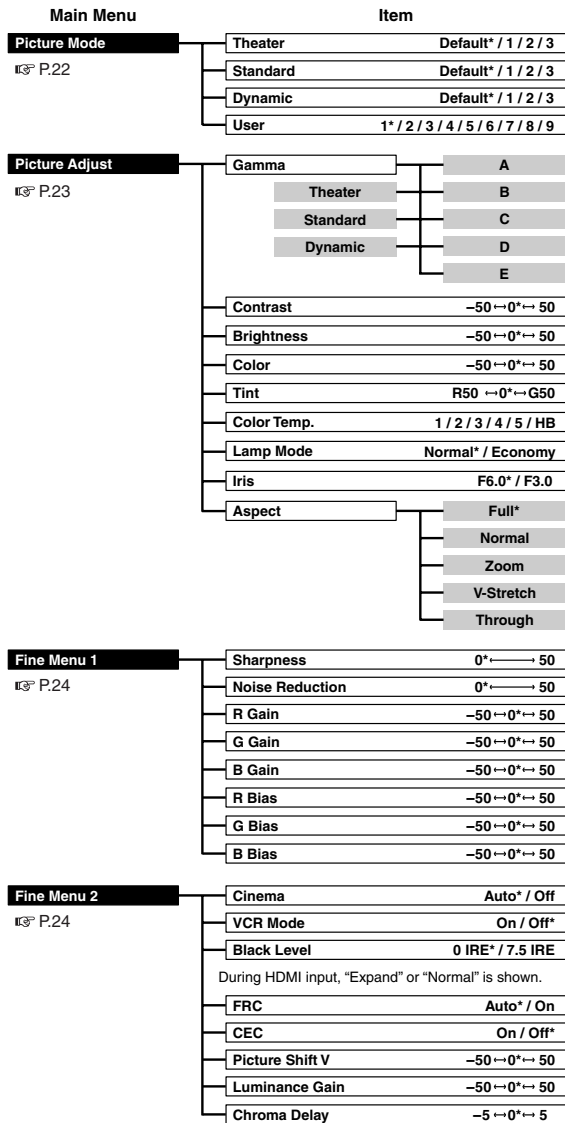 Main Menu Item
Picture Mode Theater Default* / 1 / 2 / 3
☞ P.22 Standard Default* / 1 / 2 / 3
Dynamic Default* / 1 / 2 / 3
User 1* / 2 / 3 / 4 / 5 / 6 / 7 / 8 / 9
Picture Adjust Gamma A
☞ P.23 Theater B
Standard C
Dynamic D
E
Contrast –50↔0*↔ 50
Brightness –50↔0*↔ 50
Color –50↔0*↔ 50
Tint R50 ↔0*↔G50
Color Temp. 1 / 2 / 3 / 4 / 5 / HB
Lamp Mode Normal* / Economy
Iris F6.0* / F3.0
Aspect Full*
Normal
Zoom
V-Stretch
Through
Fine Menu 1 Sharpness 0*⟷ 50
☞ P.24 Noise Reduction 0*⟷ 50
R Gain –50↔0*↔ 50
G Gain –50↔0*↔ 50
B Gain –50↔0*↔ 50
R Bias –50↔0*↔ 50
G Bias –50↔0*↔ 50
B Bias –50↔0*↔ 50
Fine Menu 2 Cinema Auto* / Off
☞ P.24 VCR Mode On / Off*
Black Level 0 IRE* / 7.5 IRE
During HDMI input, “Expand” or “Normal” is shown.
FRC Auto* / On
CEC On / Off*
Picture Shift V –50↔0*↔ 50
Luminance Gain –50↔0*↔ 50
Chroma Delay –5 ↔0*↔ 5